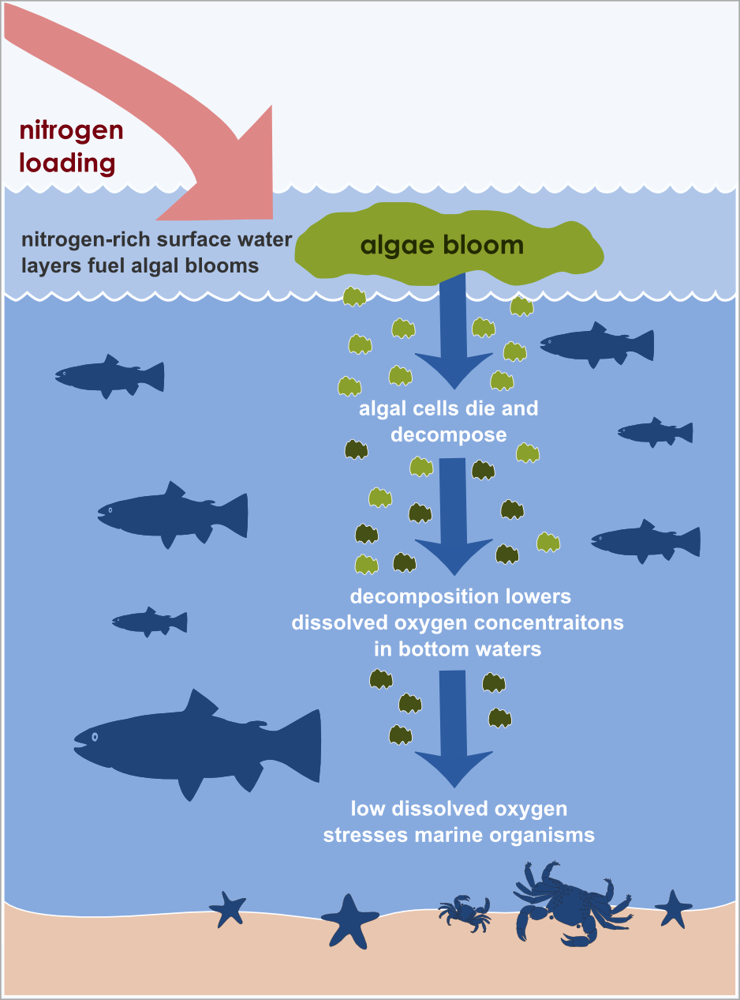 nitrogen
loading
nitrogen-rich surface water
layers fuel algal blooms
algae bloom
algal cells die and
decompose
decomposition lowers
dissolved oxygen concentraitons
in bottom waters
low dissolved oxygen
stresses marine organisms